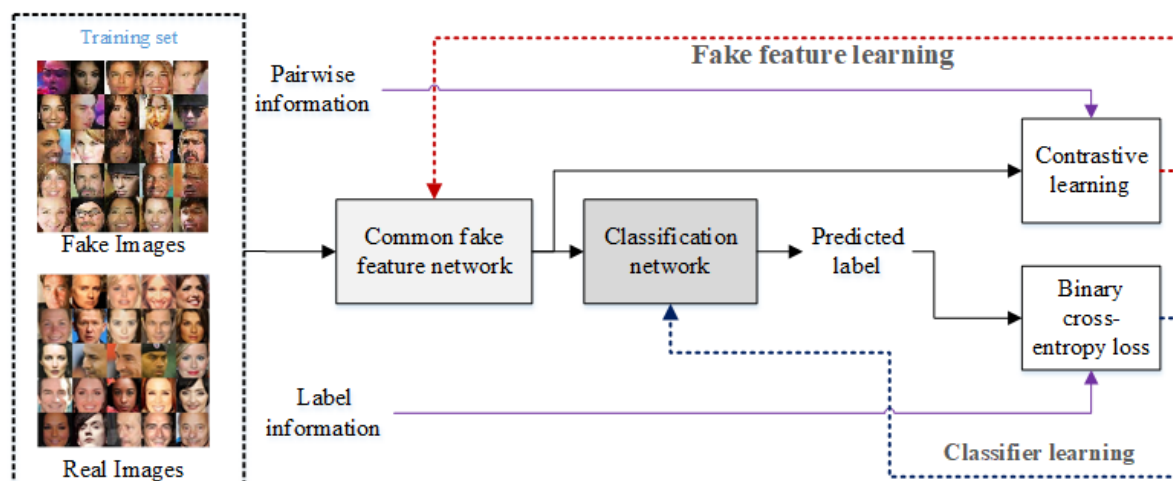 Training set
Fake Images
Real Images
Pairwise
information
Fake feature learning
Contrastive
learning
Common fake
feature network
Classification
network
Predicted
label
Binary
cross-
entropy loss
Label
information
Classifier learning